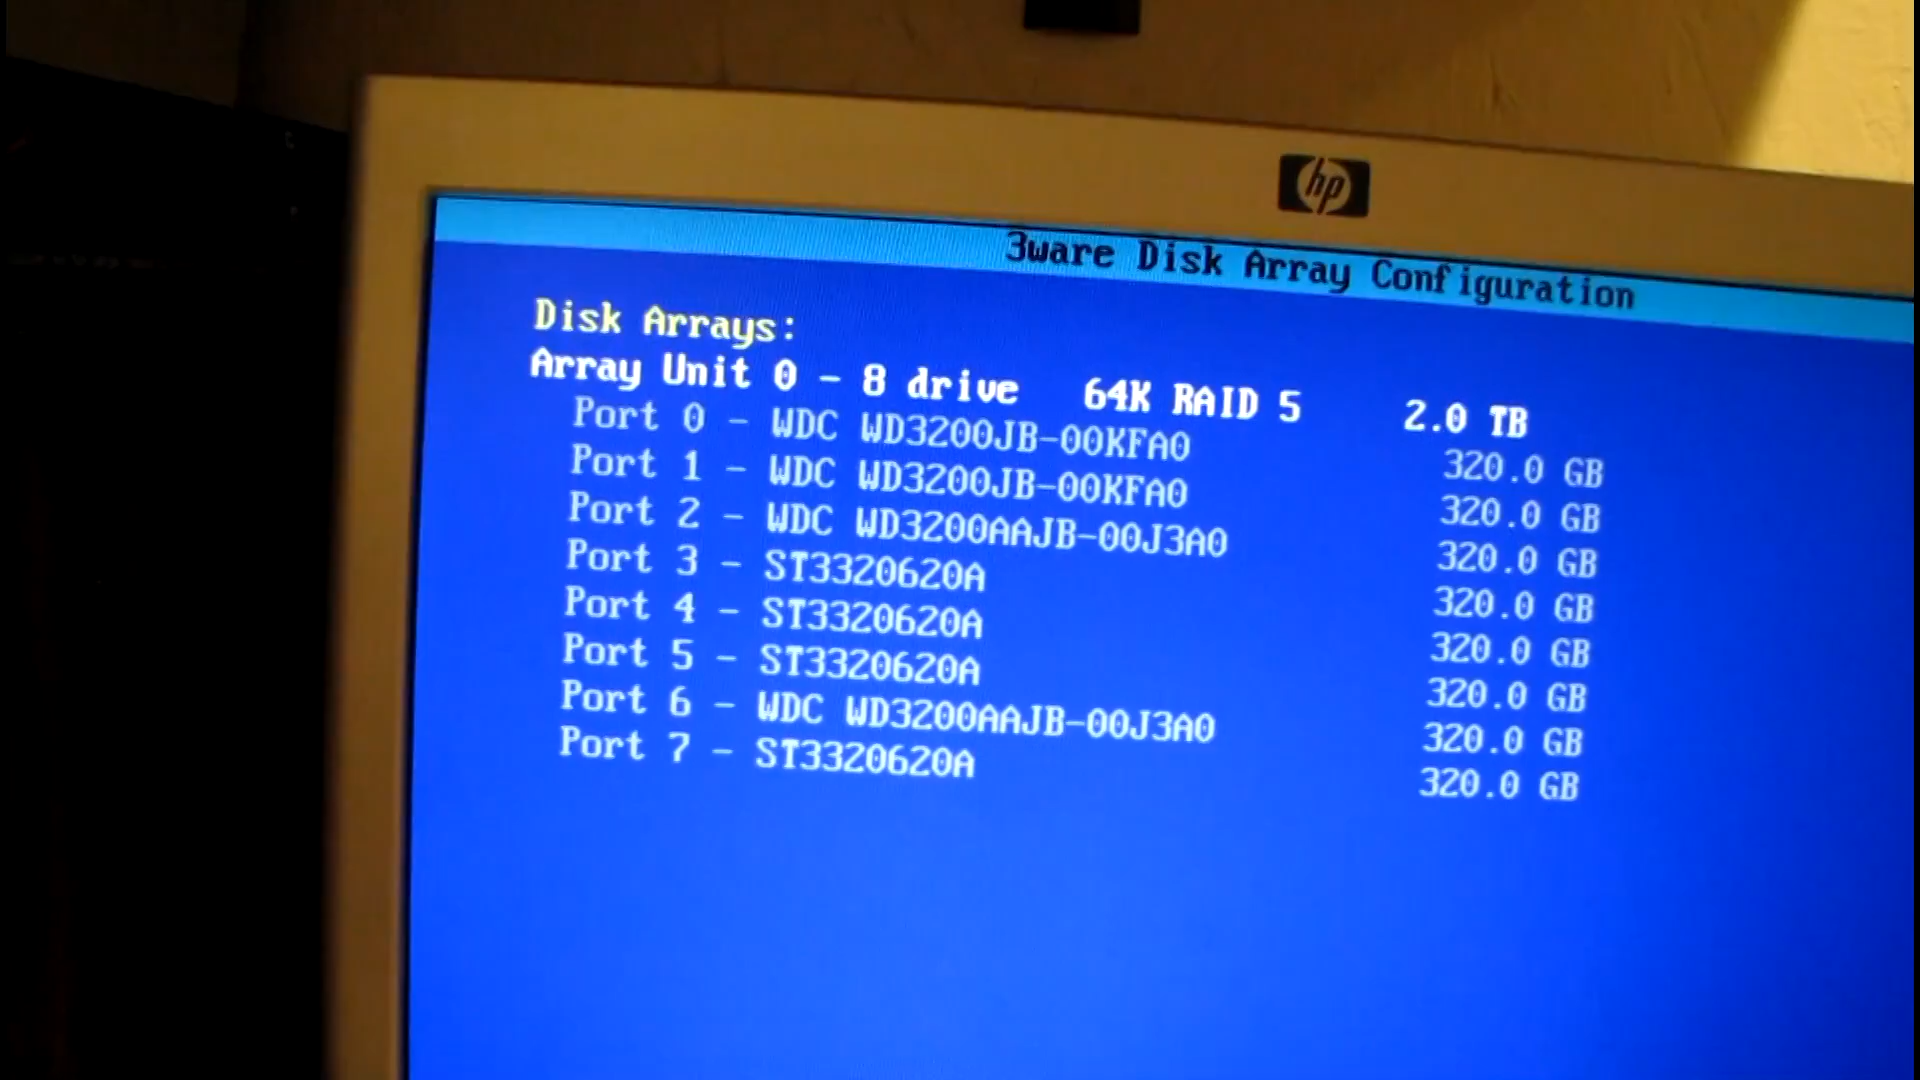 hp
3ware Disk Array Configuration
Disk Arrays:
Array Unit 0 - 8 drive 64K RAID 5 2.0 TB
Port 0 - WDC WD3200JB-00KFA0 320.0 GB
Port 1 - WDC WD3200JB-00KFA0 320.0 GB
Port 2 - WDC WD3200AAJB-00J3A0 320.0 GB
Port 3 - ST3320620A 320.0 GB
Port 4 - ST3320620A 320.0 GB
Port 5 - ST3320620A 320.0 GB
Port 6 - WDC WD3200AAJB-00J3A0 320.0 GB
Port 7 - ST3320620A 320.0 GB